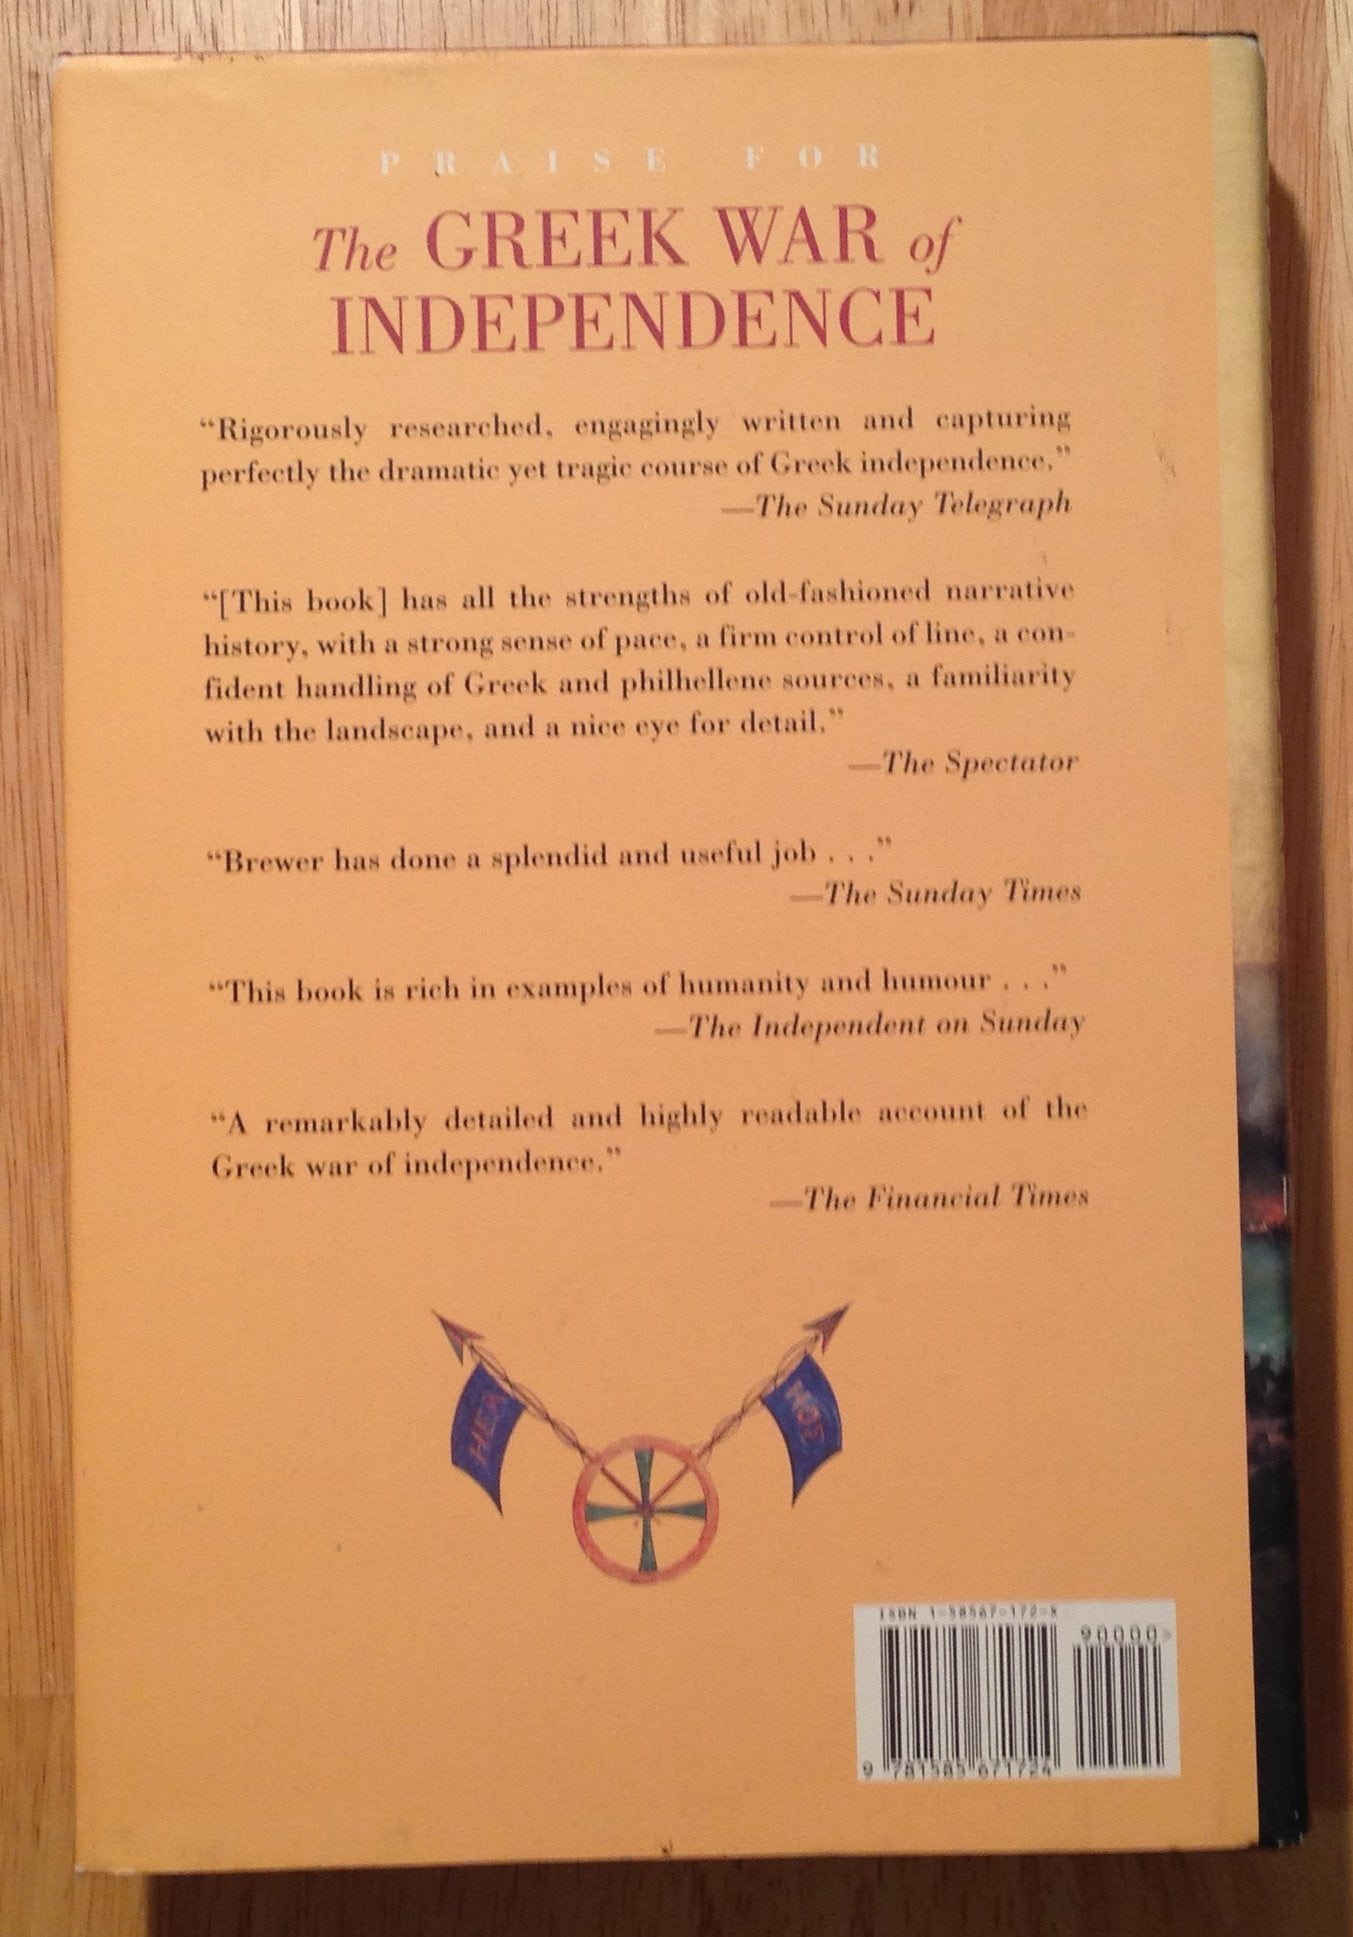 PRAISE FOR
The GREEK WAR of
INDEPENDENCE
“Rigorously researched, engagingly written and capturing
perfectly the dramatic yet tragic course of Greek independence.”
—The Sunday Telegraph
“[This book] has all the strengths of old-fashioned narrative
history, with a strong sense of pace, a firm control of line, a con-
fident handling of Greek and philhellene sources, a familiarity
with the landscape, and a nice eye for detail.”
—The Spectator
“Brewer has done a splendid and useful job . . .”
—The Sunday Times
“This book is rich in examples of humanity and humour . . .”
—The Independent on Sunday
“A remarkably detailed and highly readable account of the
Greek war of independence.”
—The Financial Times
ISBN 1-58567-172-X
90000>
9 781585 671724